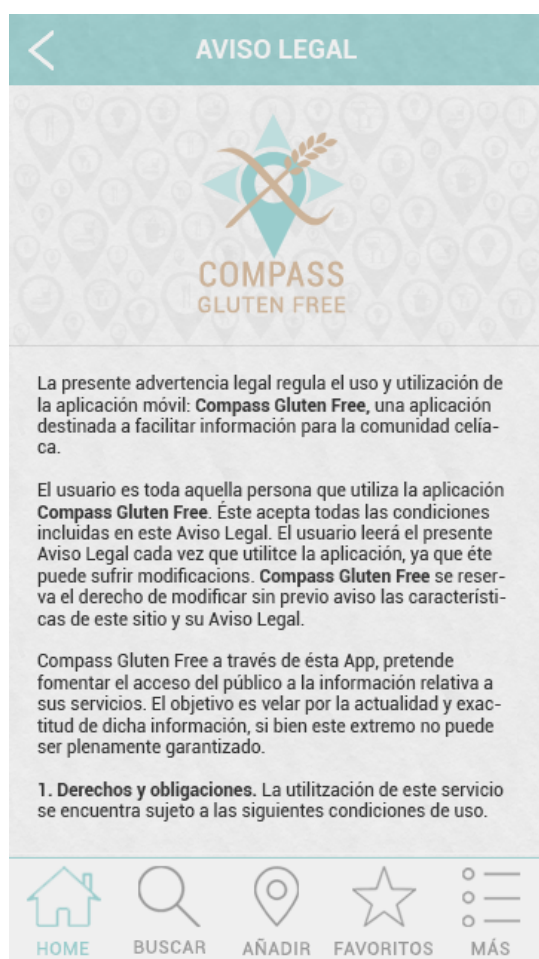 AVISO LEGAL
COMPASS
GLUTEN FREE
La presente advertencia legal regula el uso y utilización de
la aplicación móvil: Compass Gluten Free, una aplicación
destinada a facilitar información para la comunidad celía-
ca.
El usuario es toda aquella persona que utiliza la aplicación
Compass Gluten Free. Éste acepta todas las condiciones
incluidas en este Aviso Legal. El usuario leerá el presente
Aviso Legal cada vez que utilitce la aplicación, ya que éte
puede sufrir modificacions. Compass Gluten Free se reser-
va el derecho de modificar sin previo aviso las característi-
cas de este sitio y su Aviso Legal.
Compass Gluten Free a través de ésta App, pretende
fomentar el acceso del público a la información relativa a
sus servicios. El objetivo es velar por la actualidad y exac-
titud de dicha información, si bien este extremo no puede
ser plenamente garantizado.
1. Derechos y obligaciones. La utilitzación de este servicio
se encuentra sujeto a las siguientes condiciones de uso.
HOME BUSCAR AÑADIR FAVORITOS MÁS